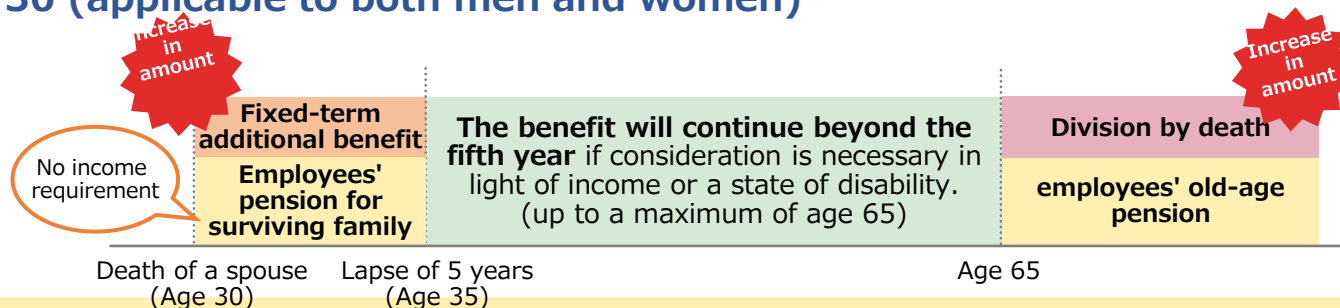 30 (applicable to both men and women)
Increase
in
amount
Increase
in
amount
Fixed-term
additional benefit
The benefit will continue beyond the
fifth year if consideration is necessary in
light of income or a state of disability.
(up to a maximum of age 65)
Division by death
No income
requirement
Employees'
pension for
surviving family
employees' old-age
pension
Death of a spouse
(Age 30)
Lapse of 5 years
(Age 35)
Age 65